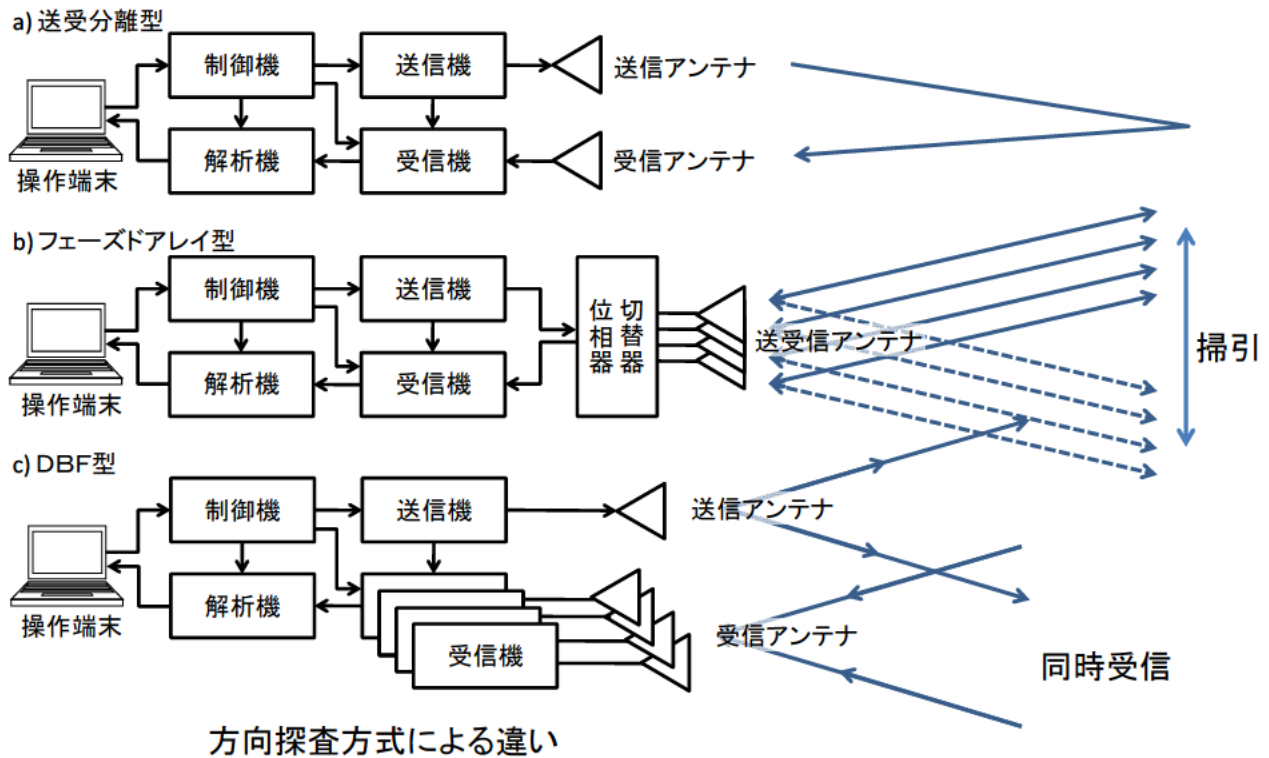 a) 送受分離型
制御機
送信機
送信アンテナ
操作端末
解析機
受信機
受信アンテナ
b) フェーズドアレイ型
制御機
送信機
位相器
切替器
送受信アンテナ
掃引
操作端末
解析機
受信機
c) DBF型
制御機
送信機
送信アンテナ
操作端末
解析機
受信機
受信アンテナ
同時受信
方向探査方式による違い